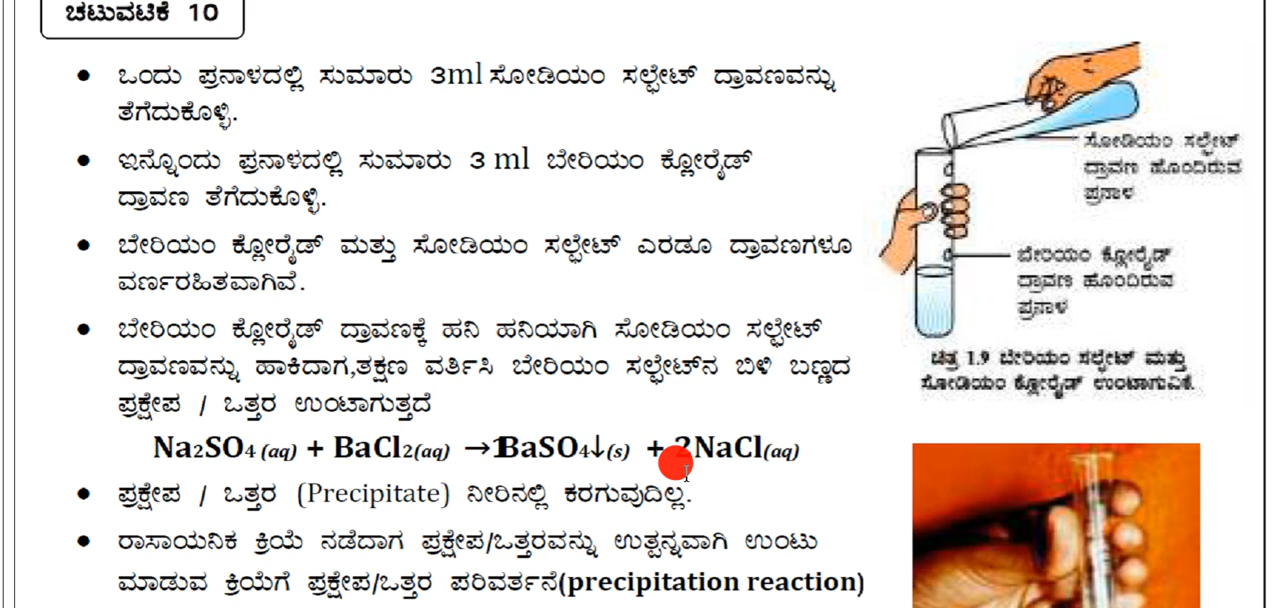 ಚಟುವಟಿಕೆ 10
ಒಂದು ಪ್ರನಾಳದಲ್ಲಿ ಸುಮಾರು 3ml ಸೋಡಿಯಂ ಸಲ್ಫೇಟ್ ದ್ರಾವಣವನ್ನು
ತೆಗೆದುಕೊಳ್ಳಿ.
ಇನ್ನೊಂದು ಪ್ರನಾಳದಲ್ಲಿ ಸುಮಾರು 3 ml ಬೇರಿಯಂ ಕ್ಲೋರೈಡ್
ದ್ರಾವಣ ತೆಗೆದುಕೊಳ್ಳಿ.
ಬೇರಿಯಂ ಕ್ಲೋರೈಡ್ ಮತ್ತು ಸೋಡಿಯಂ ಸಲ್ಫೇಟ್ ಎರಡೂ ದ್ರಾವಣಗಳೂ
ವರ್ಣರಹಿತವಾಗಿವೆ.
ಬೇರಿಯಂ ಕ್ಲೋರೈಡ್ ದ್ರಾವಣಕ್ಕೆ ಹನಿ ಹನಿಯಾಗಿ ಸೋಡಿಯಂ ಸಲ್ಫೇಟ್
ದ್ರಾವಣವನ್ನು ಹಾಕಿದಾಗ,ತಕ್ಷಣ ವರ್ತಿಸಿ ಬೇರಿಯಂ ಸಲ್ಫೇಟ್‌ನ ಬಿಳಿ ಬಣ್ಣದ
ಪ್ರಕ್ಷೇಪ / ಒತ್ತರ ಉಂಟಾಗುತ್ತದೆ
Na₂SO₄ (aq) + BaCl₂(aq) →1BaSO₄↓(s) + 2NaCl(aq)
ಪ್ರಕ್ಷೇಪ / ಒತ್ತರ (Precipitate) ನೀರಿನಲ್ಲಿ ಕರಗುವುದಿಲ್ಲ.
ರಾಸಾಯನಿಕ ಕ್ರಿಯೆ ನಡೆದಾಗ ಪ್ರಕ್ಷೇಪ/ಒತ್ತರವನ್ನು ಉತ್ಪನ್ನವಾಗಿ ಉಂಟು
ಮಾಡುವ ಕ್ರಿಯೆಗೆ ಪ್ರಕ್ಷೇಪ/ಒತ್ತರ ಪರಿವರ್ತನೆ(precipitation reaction)
ಸೋಡಿಯಂ ಸಲ್ಫೇಟ್
ದ್ರಾವಣ ಹೊಂದಿರುವ
ಪ್ರನಾಳ
ಬೇರಿಯಂ ಕ್ಲೋರೈಡ್
ದ್ರಾವಣ ಹೊಂದಿರುವ
ಪ್ರನಾಳ
ಚಿತ್ರ 1.9 ಬೇರಿಯಂ ಸಲ್ಫೇಟ್ ಮತ್ತು
ಸೋಡಿಯಂ ಕ್ಲೋರೈಡ್ ಉಂಟಾಗುವಿಕೆ.